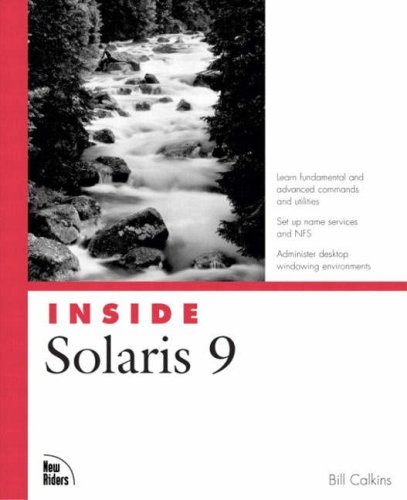 Learn fundamental and
advanced commands
and utilities
Set up name services
and NFS
Administer desktop
windowing environments
INSIDE
Solaris 9
New
Riders
Bill Calkins